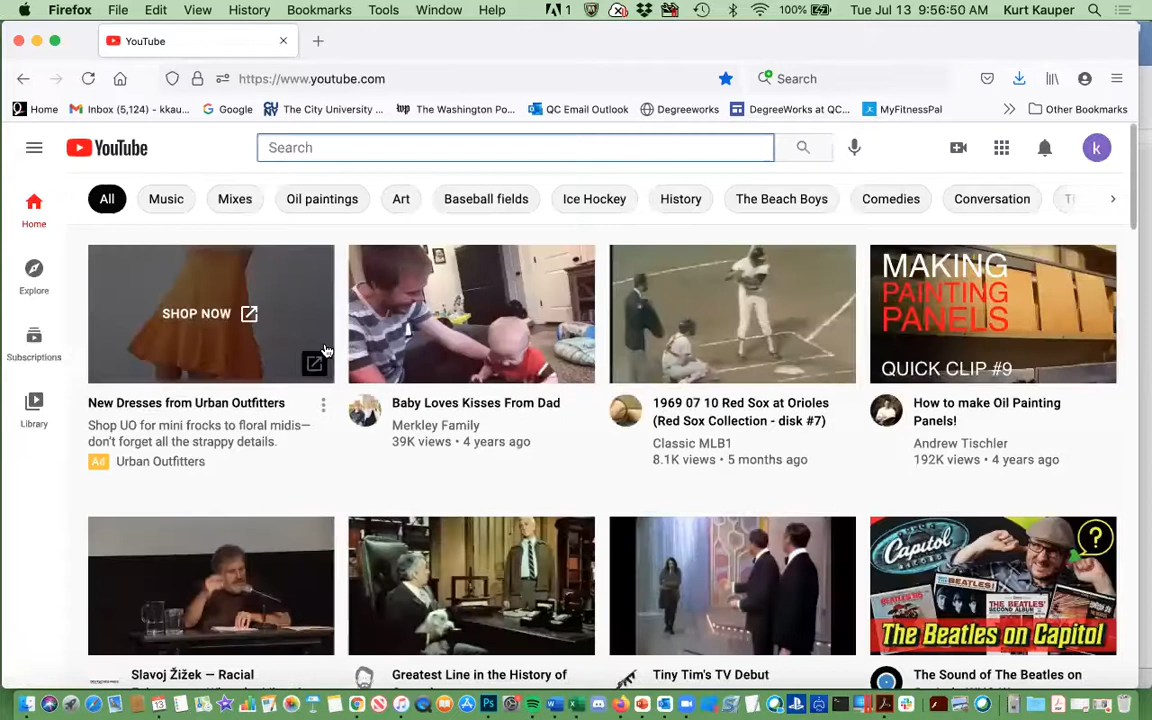 Firefox File Edit View History Bookmarks Tools Window Help 1 100% Tue Jul 13 9:56:50 AM Kurt Kauper
YouTube
https://www.youtube.com Search
Home Inbox (5,124) — kkau... Google The City University ... The Washington Po... QC Email Outlook Degreeworks DegreeWorks at QC... MyFitnessPal Other Bookmarks
YouTube Search k
All Music Mixes Oil paintings Art Baseball fields Ice Hockey History The Beach Boys Comedies Conversation
Home
Explore
Subscriptions
Library
SHOP NOW
New Dresses from Urban Outfitters
Shop UO for mini frocks to floral midis—
don't forget all the strappy details.
Ad Urban Outfitters
Baby Loves Kisses From Dad
Merkley Family
39K views • 4 years ago
1969 07 10 Red Sox at Orioles
(Red Sox Collection - disk #7)
Classic MLB1
8.1K views • 5 months ago
MAKING
PAINTING
PANELS
QUICK CLIP #9
How to make Oil Painting
Panels!
Andrew Tischler
192K views • 4 years ago
Slavoj Žižek — Racial
Greatest Line in the History of
Tiny Tim's TV Debut
Capitol
THE BEATLES
?
The Beatles on Capitol
The Sound of The Beatles on